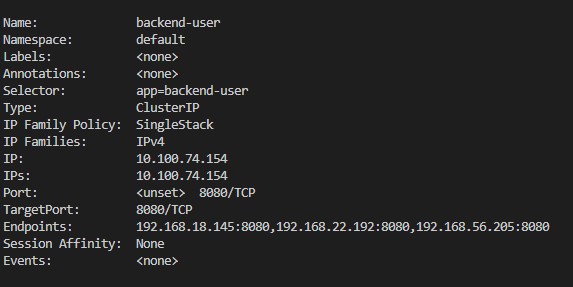 Name: backend-user
Namespace: default
Labels: <none>
Annotations: <none>
Selector: app=backend-user
Type: ClusterIP
IP Family Policy: SingleStack
IP Families: IPv4
IP: 10.100.74.154
IPs: 10.100.74.154
Port: <unset> 8080/TCP
TargetPort: 8080/TCP
Endpoints: 192.168.18.145:8080,192.168.22.192:8080,192.168.56.205:8080
Session Affinity: None
Events: <none>